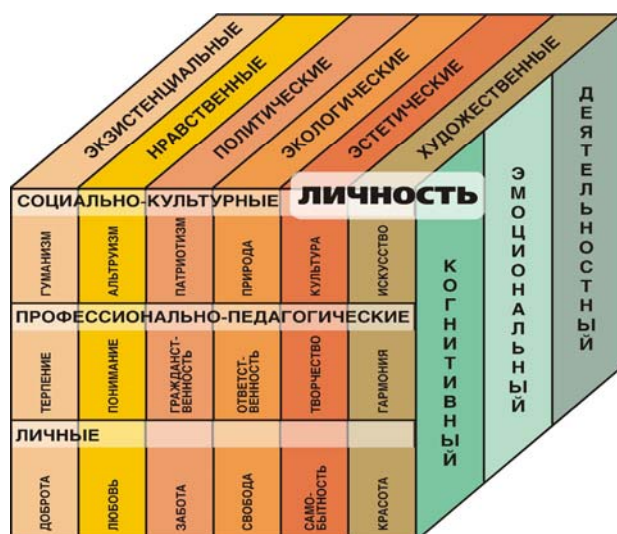 ЭКЗИСТЕНЦИАЛЬНЫЕ
НРАВСТВЕННЫЕ
ПОЛИТИЧЕСКИЕ
ЭКОЛОГИЧЕСКИЕ
ЭСТЕТИЧЕСКИЕ
ХУДОЖЕСТВЕННЫЕ
ЛИЧНОСТЬ
СОЦИАЛЬНО-КУЛЬТУРНЫЕ
ГУМАНИЗМ
АЛЬТРУИЗМ
ПАТРИОТИЗМ
ПРИРОДА
КУЛЬТУРА
ИСКУССТВО
ПРОФЕССИОНАЛЬНО-ПЕДАГОГИЧЕСКИЕ
ТЕРПЕНИЕ
ПОНИМАНИЕ
ГРАЖДАНСТ-
ВЕННОСТЬ
ОТВЕТСТ-
ВЕННОСТЬ
ТВОРЧЕСТВО
ГАРМОНИЯ
ЛИЧНЫЕ
ДОБРОТА
ЛЮБОВЬ
ЗАБОТА
СВОБОДА
САМО-
БЫТНОСТЬ
КРАСОТА
КОГНИТИВНЫЙ
ЭМОЦИОНАЛЬНЫЙ
ДЕЯТЕЛЬНОСТНЫЙ